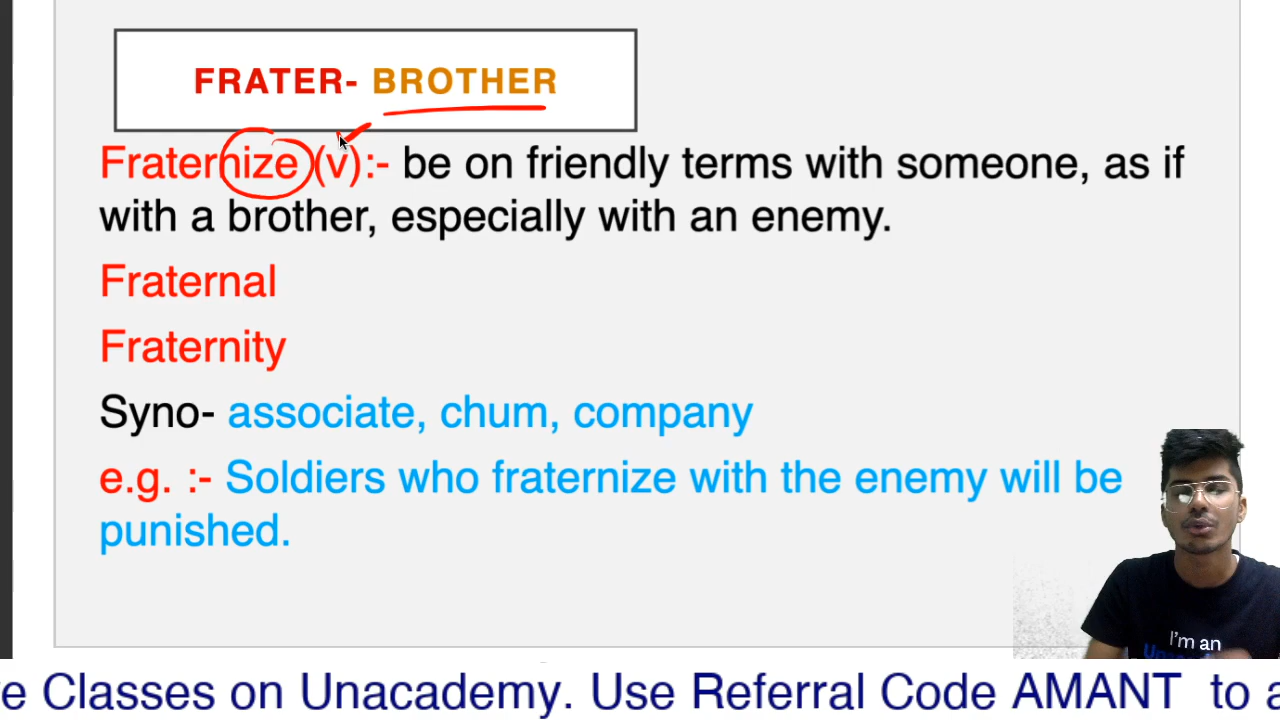 FRATER- BROTHER
Fraternize (v):- be on friendly terms with someone, as if
with a brother, especially with an enemy.
Fraternal
Fraternity
Syno- associate, chum, company
e.g. :- Soldiers who fraternize with the enemy will be
punished.
I'm an
e Classes on Unacademy. Use Referral Code AMANT to a